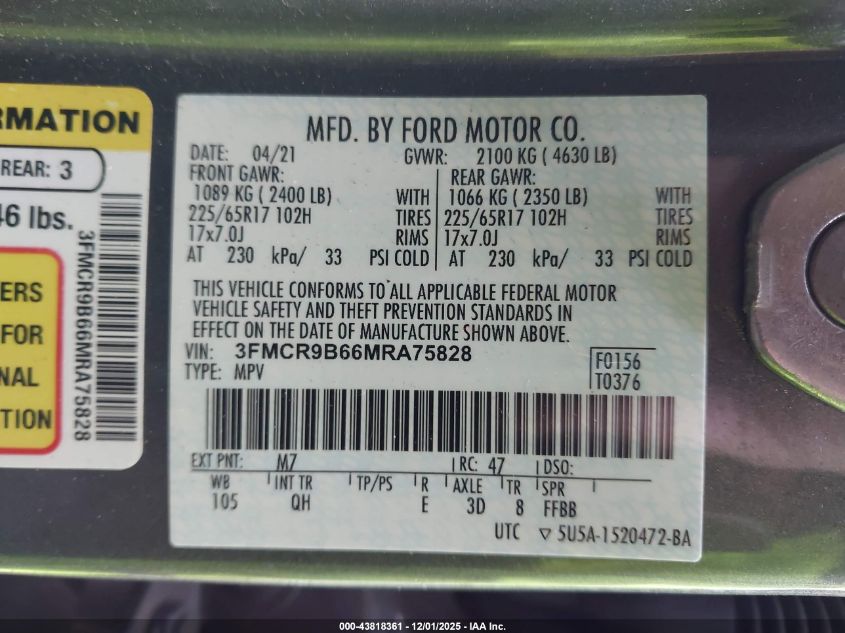 RMATION
REAR: 3
46 lbs.
ERS
FOR
NAL
TION
3FMCR9B66MRA75828
MFD. BY FORD MOTOR CO.
DATE: 04/21 GVWR: 2100 KG ( 4630 LB)
FRONT GAWR: REAR GAWR:
1089 KG ( 2400 LB) WITH 1066 KG ( 2350 LB) WITH
225/65R17 102H TIRES 225/65R17 102H TIRES
17x7.0J RIMS 17x7.0J RIMS
AT 230 kPa/ 33 PSI COLD AT 230 kPa/ 33 PSI COLD
THIS VEHICLE CONFORMS TO ALL APPLICABLE FEDERAL MOTOR
VEHICLE SAFETY AND THEFT PREVENTION STANDARDS IN
EFFECT ON THE DATE OF MANUFACTURE SHOWN ABOVE.
VIN: 3FMCR9B66MRA75828
TYPE: MPV
F0156
T0376
EXT PNT: M7 RC: 47 DSO:
WB INT TR TP/PS R AXLE TR SPR
105 QH E 3D 8 FFBB
UTC ▽ 5U5A-1520472-BA
000-43818361 - 12/01/2025 - IAA Inc.